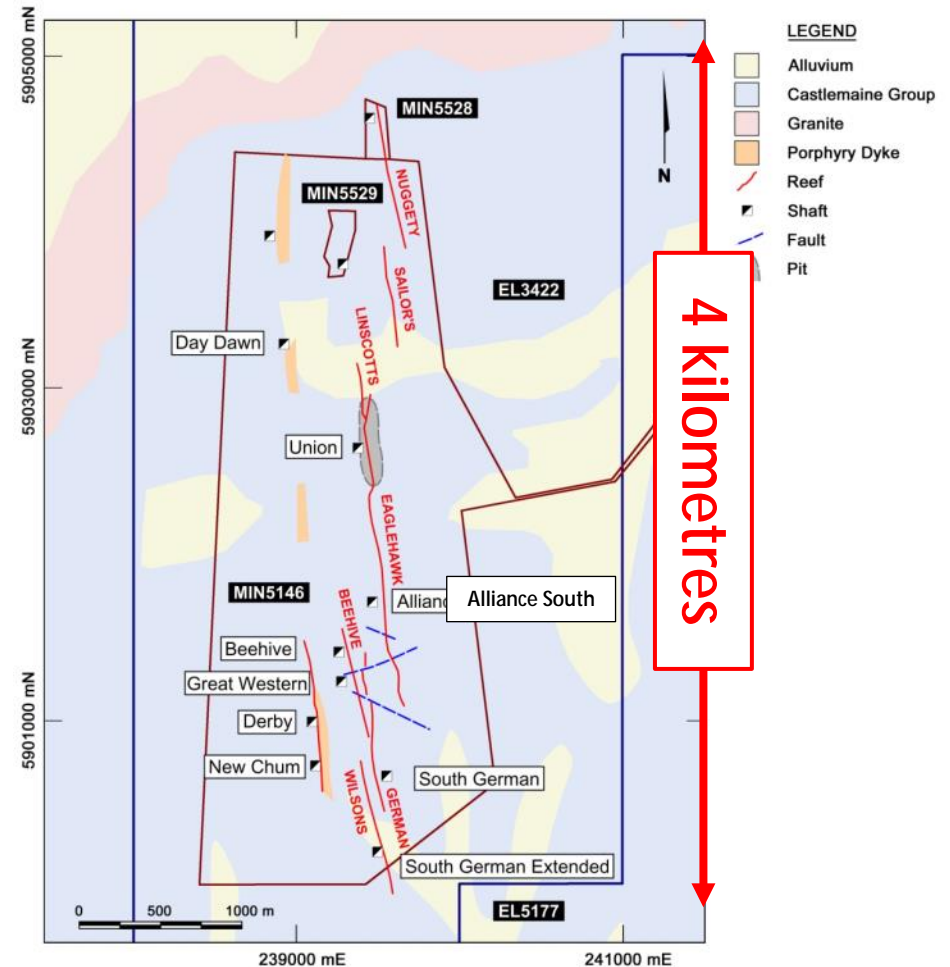 5905000 mN
5903000 mN
5901000 mN
MIN5528
MIN5529
NUGGETY
SAILOR'S
EL3422
LINSCOTTS
Day Dawn
Union
EAGLEHAWK
MIN5146
BEEHIVE
Alliance South
Beehive
Great Western
Derby
New Chum
WILSONS
GERMAN
South German
South German Extended
EL5177
0 500 1000 m
239000 mE 241000 mE
N
4 kilometres
LEGEND
Alluvium
Castlemaine Group
Granite
Porphyry Dyke
Reef
Shaft
Fault
Pit